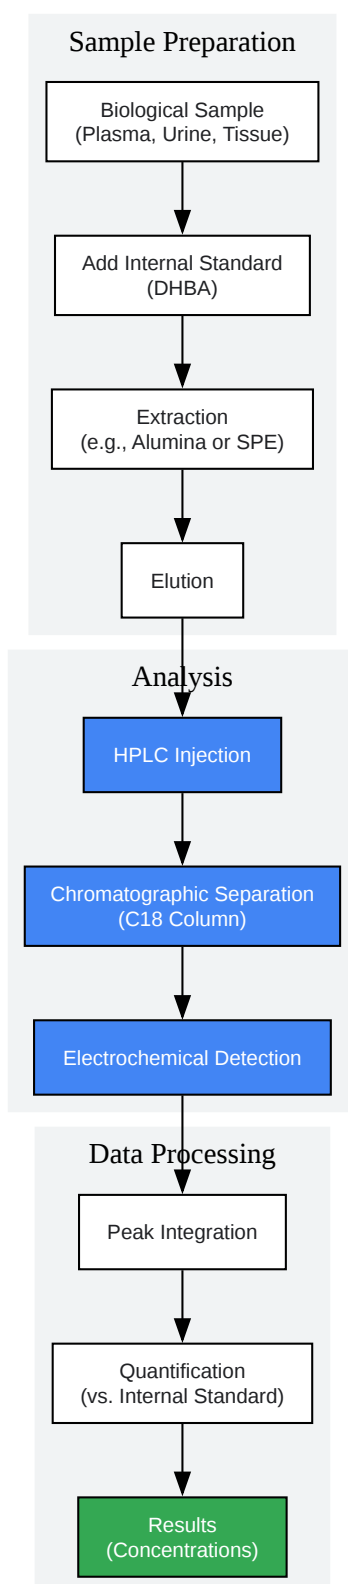 Sample Preparation
Biological Sample
(Plasma, Urine, Tissue)
Add Internal Standard
(DHBA)
Extraction
(e.g., Alumina or SPE)
Elution
Analysis
HPLC Injection
Chromatographic Separation
(C18 Column)
Electrochemical Detection
Data Processing
Peak Integration
Quantification
(vs. Internal Standard)
Results
(Concentrations)